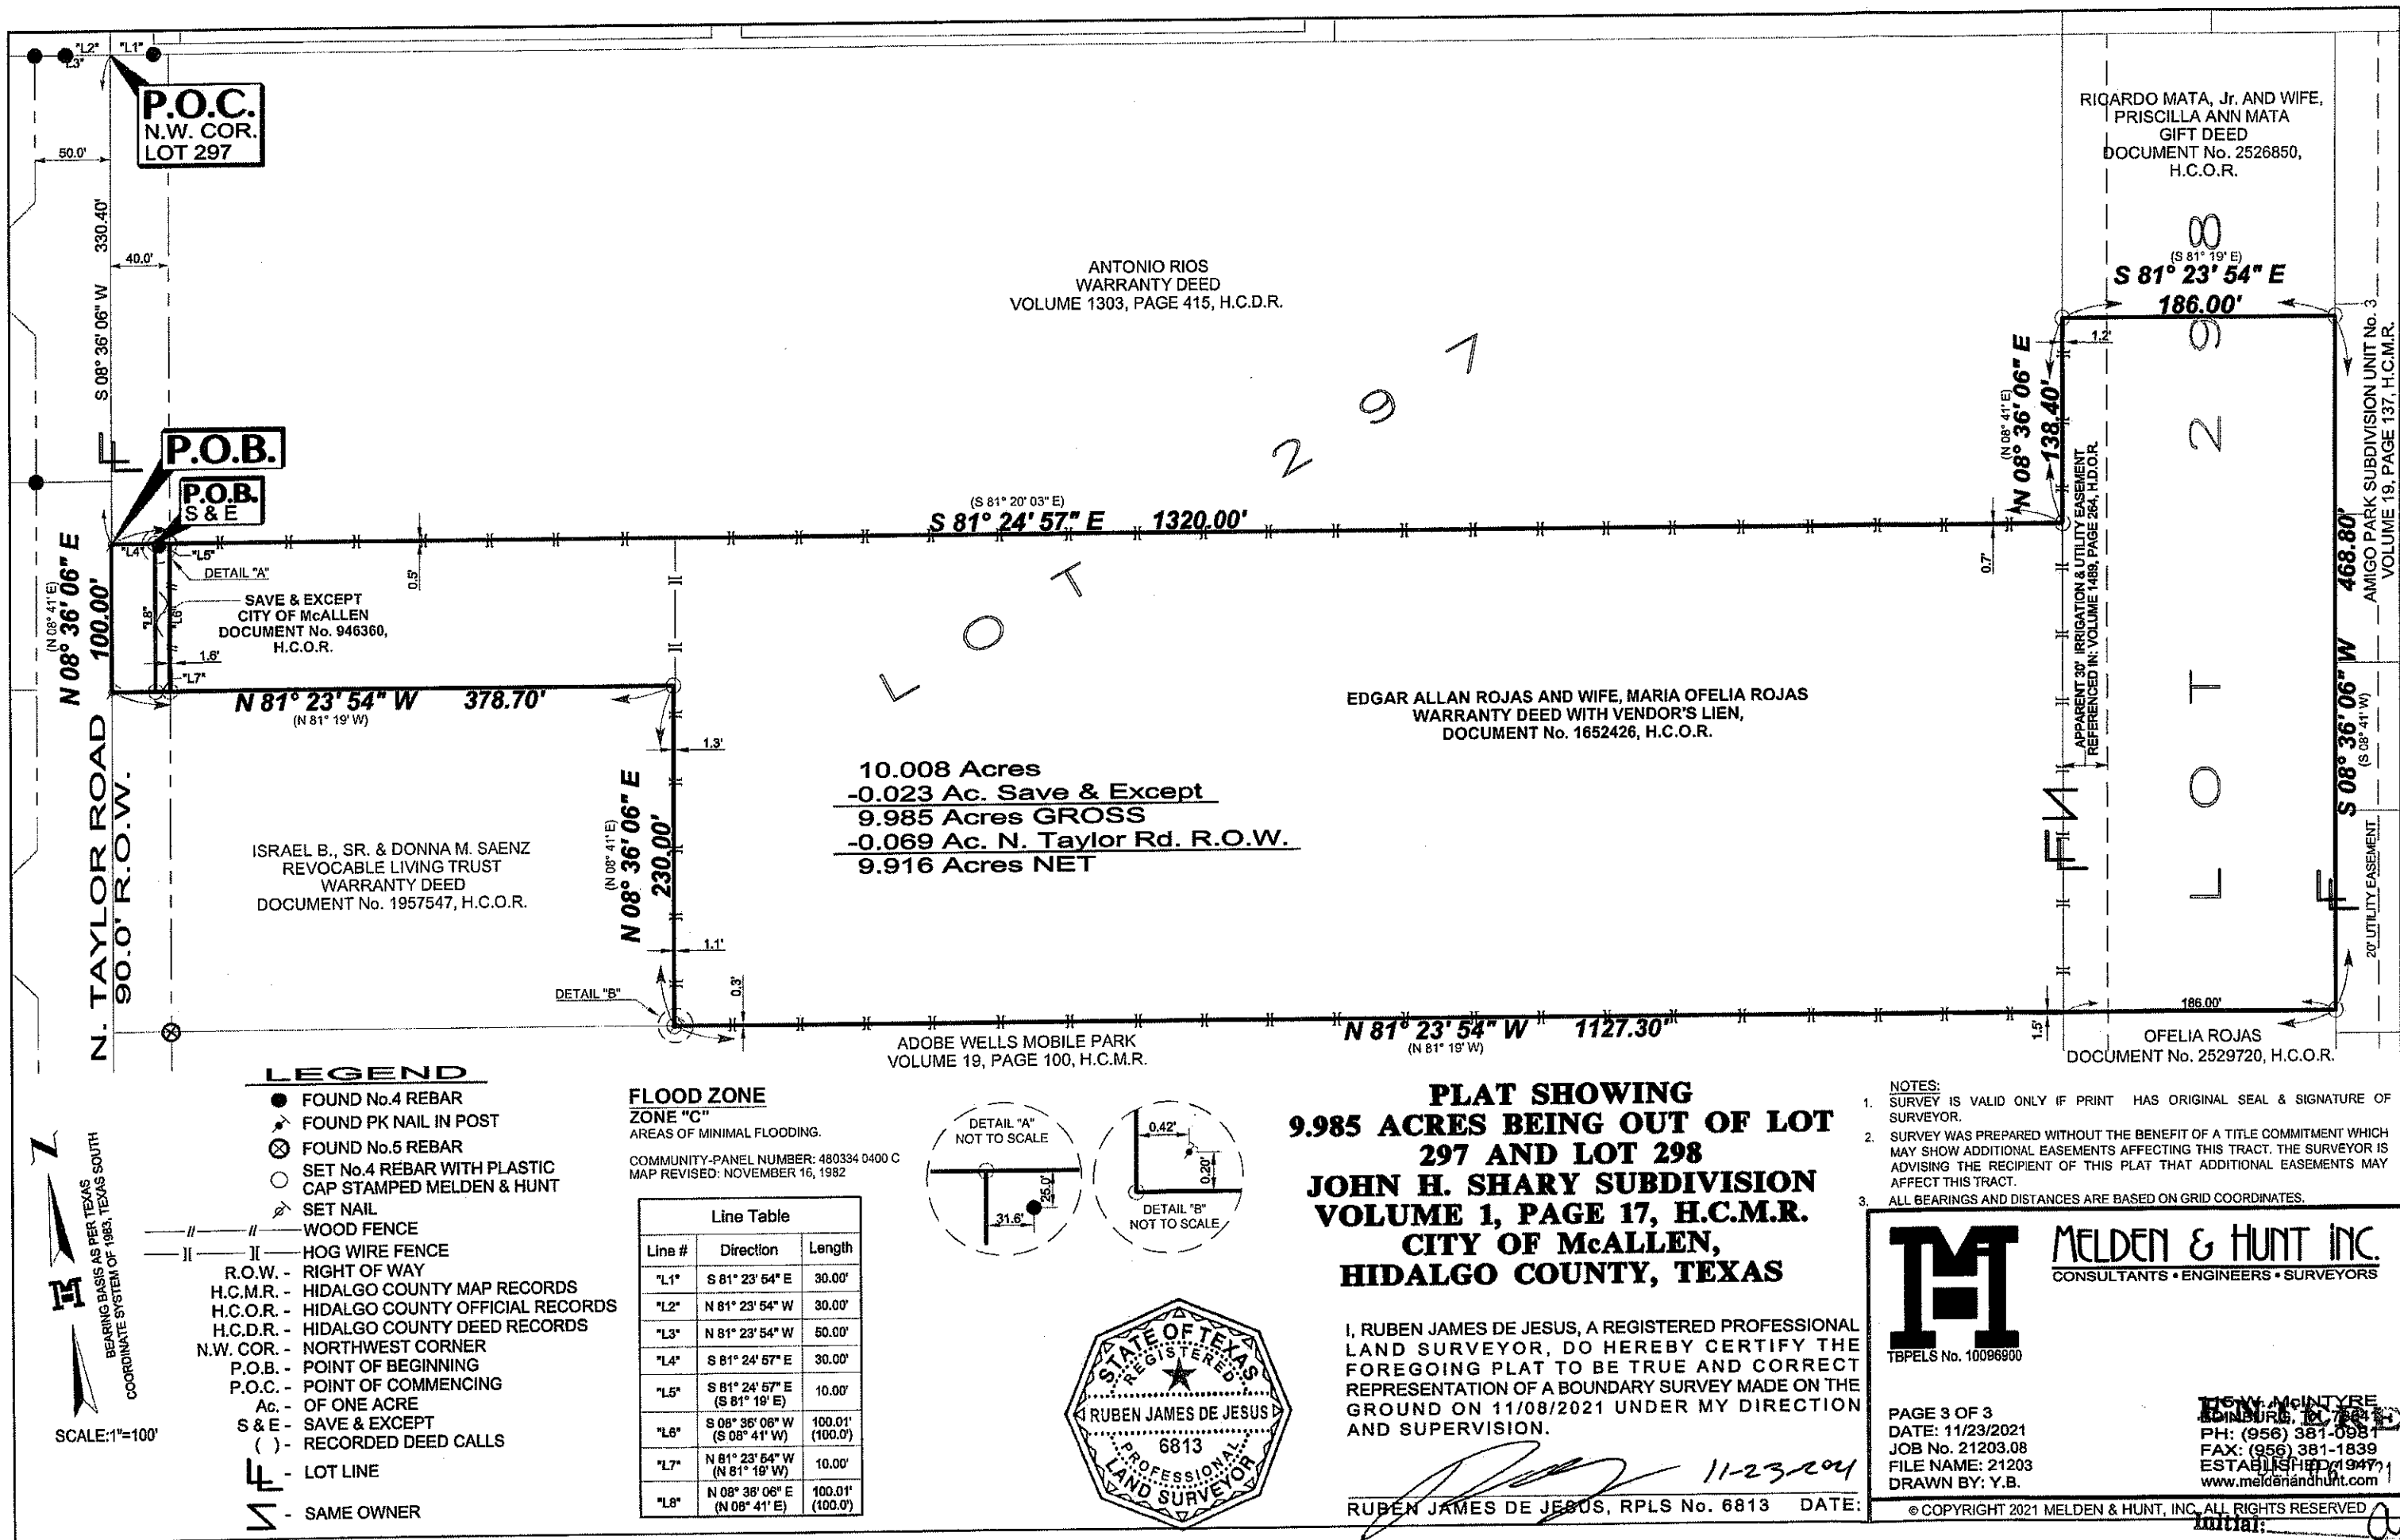 "L2" "L1"
"L3"
P.O.C.
N.W. COR.
LOT 297
50.0'
S 08° 36' 06" W 330.40'
40.0'
P.O.B.
P.O.B.
S & E
"L4" "L5"
DETAIL "A"
SAVE & EXCEPT
CITY OF McALLEN
DOCUMENT No. 946360,
H.C.O.R.
"L8" "L6"
1.6'
"L7"
N 08° 36' 06" E
(N 08° 41' E)
100.00'
N 81° 23' 54" W 378.70'
(N 81° 19' W)
N. TAYLOR ROAD
90.0' R.O.W.
ISRAEL B., SR. & DONNA M. SAENZ
REVOCABLE LIVING TRUST
WARRANTY DEED
DOCUMENT No. 1957547, H.C.O.R.
0.5'
ANTONIO RIOS
WARRANTY DEED
VOLUME 1303, PAGE 415, H.C.D.R.
LOT 297
(S 81° 20' 03" E)
S 81° 24' 57" E 1320.00'
RICARDO MATA, Jr. AND WIFE,
PRISCILLA ANN MATA
GIFT DEED
DOCUMENT No. 2526850,
H.C.O.R.
LOT 298
(S 81° 19' E)
S 81° 23' 54" E
186.00'
1.2'
(N 08° 41' E)
N 08° 36' 06" E
138.40'
0.7'
APPARENT 30' IRRIGATION & UTILITY EASEMENT
REFERENCED IN: VOLUME 1489, PAGE 264, H.D.O.R.
AMIGO PARK SUBDIVISION UNIT No. 3
VOLUME 19, PAGE 137, H.C.M.R.
S 08° 36' 06" W 468.80'
(S 08° 41' W)
20' UTILITY EASEMENT
EDGAR ALLAN ROJAS AND WIFE, MARIA OFELIA ROJAS
WARRANTY DEED WITH VENDOR'S LIEN,
DOCUMENT No. 1652426, H.C.O.R.
10.008 Acres
-0.023 Ac. Save & Except
9.985 Acres GROSS
-0.069 Ac. N. Taylor Rd. R.O.W.
9.916 Acres NET
1.3'
(N 08° 41' E)
N 08° 36' 06" E
230.00'
1.1'
DETAIL "B"
0.3'
N 81° 23' 54" W 1127.30'
(N 81° 19' W)
ADOBE WELLS MOBILE PARK
VOLUME 19, PAGE 100, H.C.M.R.
1.5'
186.00'
OFELIA ROJAS
DOCUMENT No. 2529720, H.C.O.R.
LEGEND
FOUND No.4 REBAR
FOUND PK NAIL IN POST
FOUND No.5 REBAR
SET No.4 REBAR WITH PLASTIC
CAP STAMPED MELDEN & HUNT
SET NAIL
WOOD FENCE
HOG WIRE FENCE
R.O.W. - RIGHT OF WAY
H.C.M.R. - HIDALGO COUNTY MAP RECORDS
H.C.O.R. - HIDALGO COUNTY OFFICIAL RECORDS
H.C.D.R. - HIDALGO COUNTY DEED RECORDS
N.W. COR. - NORTHWEST CORNER
P.O.B. - POINT OF BEGINNING
P.O.C. - POINT OF COMMENCING
Ac. - OF ONE ACRE
S & E - SAVE & EXCEPT
( ) - RECORDED DEED CALLS
- LOT LINE
- SAME OWNER
BEARING BASIS AS PER TEXAS
COORDINATE SYSTEM OF 1983, TEXAS SOUTH
SCALE:1"=100'
FLOOD ZONE
ZONE "C"
AREAS OF MINIMAL FLOODING.
COMMUNITY-PANEL NUMBER: 480334 0400 C
MAP REVISED: NOVEMBER 16, 1982
Line Table
Line # Direction Length
"L1" S 81° 23' 54" E 30.00'
"L2" N 81° 23' 54" W 30.00'
"L3" N 81° 23' 54" W 50.00'
"L4" S 81° 24' 57" E 30.00'
"L5" S 81° 24' 57" E (S 81° 19' E) 10.00'
"L6" S 08° 36' 06" W (S 08° 41' W) 100.01' (100.0')
"L7" N 81° 23' 54" W (N 81° 19' W) 10.00'
"L8" N 08° 36' 06" E (N 08° 41' E) 100.01' (100.0')
DETAIL "A"
NOT TO SCALE
25.0'
31.6'
0.42'
0.20'
DETAIL "B"
NOT TO SCALE
STATE OF TEXAS
REGISTERED
RUBEN JAMES DE JESUS
6813
PROFESSIONAL
LAND SURVEYOR
PLAT SHOWING
9.985 ACRES BEING OUT OF LOT
297 AND LOT 298
JOHN H. SHARY SUBDIVISION
VOLUME 1, PAGE 17, H.C.M.R.
CITY OF McALLEN,
HIDALGO COUNTY, TEXAS
I, RUBEN JAMES DE JESUS, A REGISTERED PROFESSIONAL
LAND SURVEYOR, DO HEREBY CERTIFY THE
FOREGOING PLAT TO BE TRUE AND CORRECT
REPRESENTATION OF A BOUNDARY SURVEY MADE ON THE
GROUND ON 11/08/2021 UNDER MY DIRECTION
AND SUPERVISION.
RUBEN JAMES DE JESUS, RPLS No. 6813 DATE:
NOTES:
1. SURVEY IS VALID ONLY IF PRINT HAS ORIGINAL SEAL & SIGNATURE OF
SURVEYOR.
2. SURVEY WAS PREPARED WITHOUT THE BENEFIT OF A TITLE COMMITMENT WHICH
MAY SHOW ADDITIONAL EASEMENTS AFFECTING THIS TRACT. THE SURVEYOR IS
ADVISING THE RECIPIENT OF THIS PLAT THAT ADDITIONAL EASEMENTS MAY
AFFECT THIS TRACT.
3. ALL BEARINGS AND DISTANCES ARE BASED ON GRID COORDINATES.
MELDEN & HUNT INC.
CONSULTANTS • ENGINEERS • SURVEYORS
TBPELS No. 10096900
PAGE 3 OF 3
DATE: 11/23/2021
JOB No. 21203.08
FILE NAME: 21203
DRAWN BY: Y.B.
115 W. McINTYRE
EDINBURG,
PH: (956) 381-0981
FAX: (956) 381-1839
ESTABLISHED 1947
www.meldenandhunt.com
© COPYRIGHT 2021 MELDEN & HUNT, INC. ALL RIGHTS RESERVED
Initial: